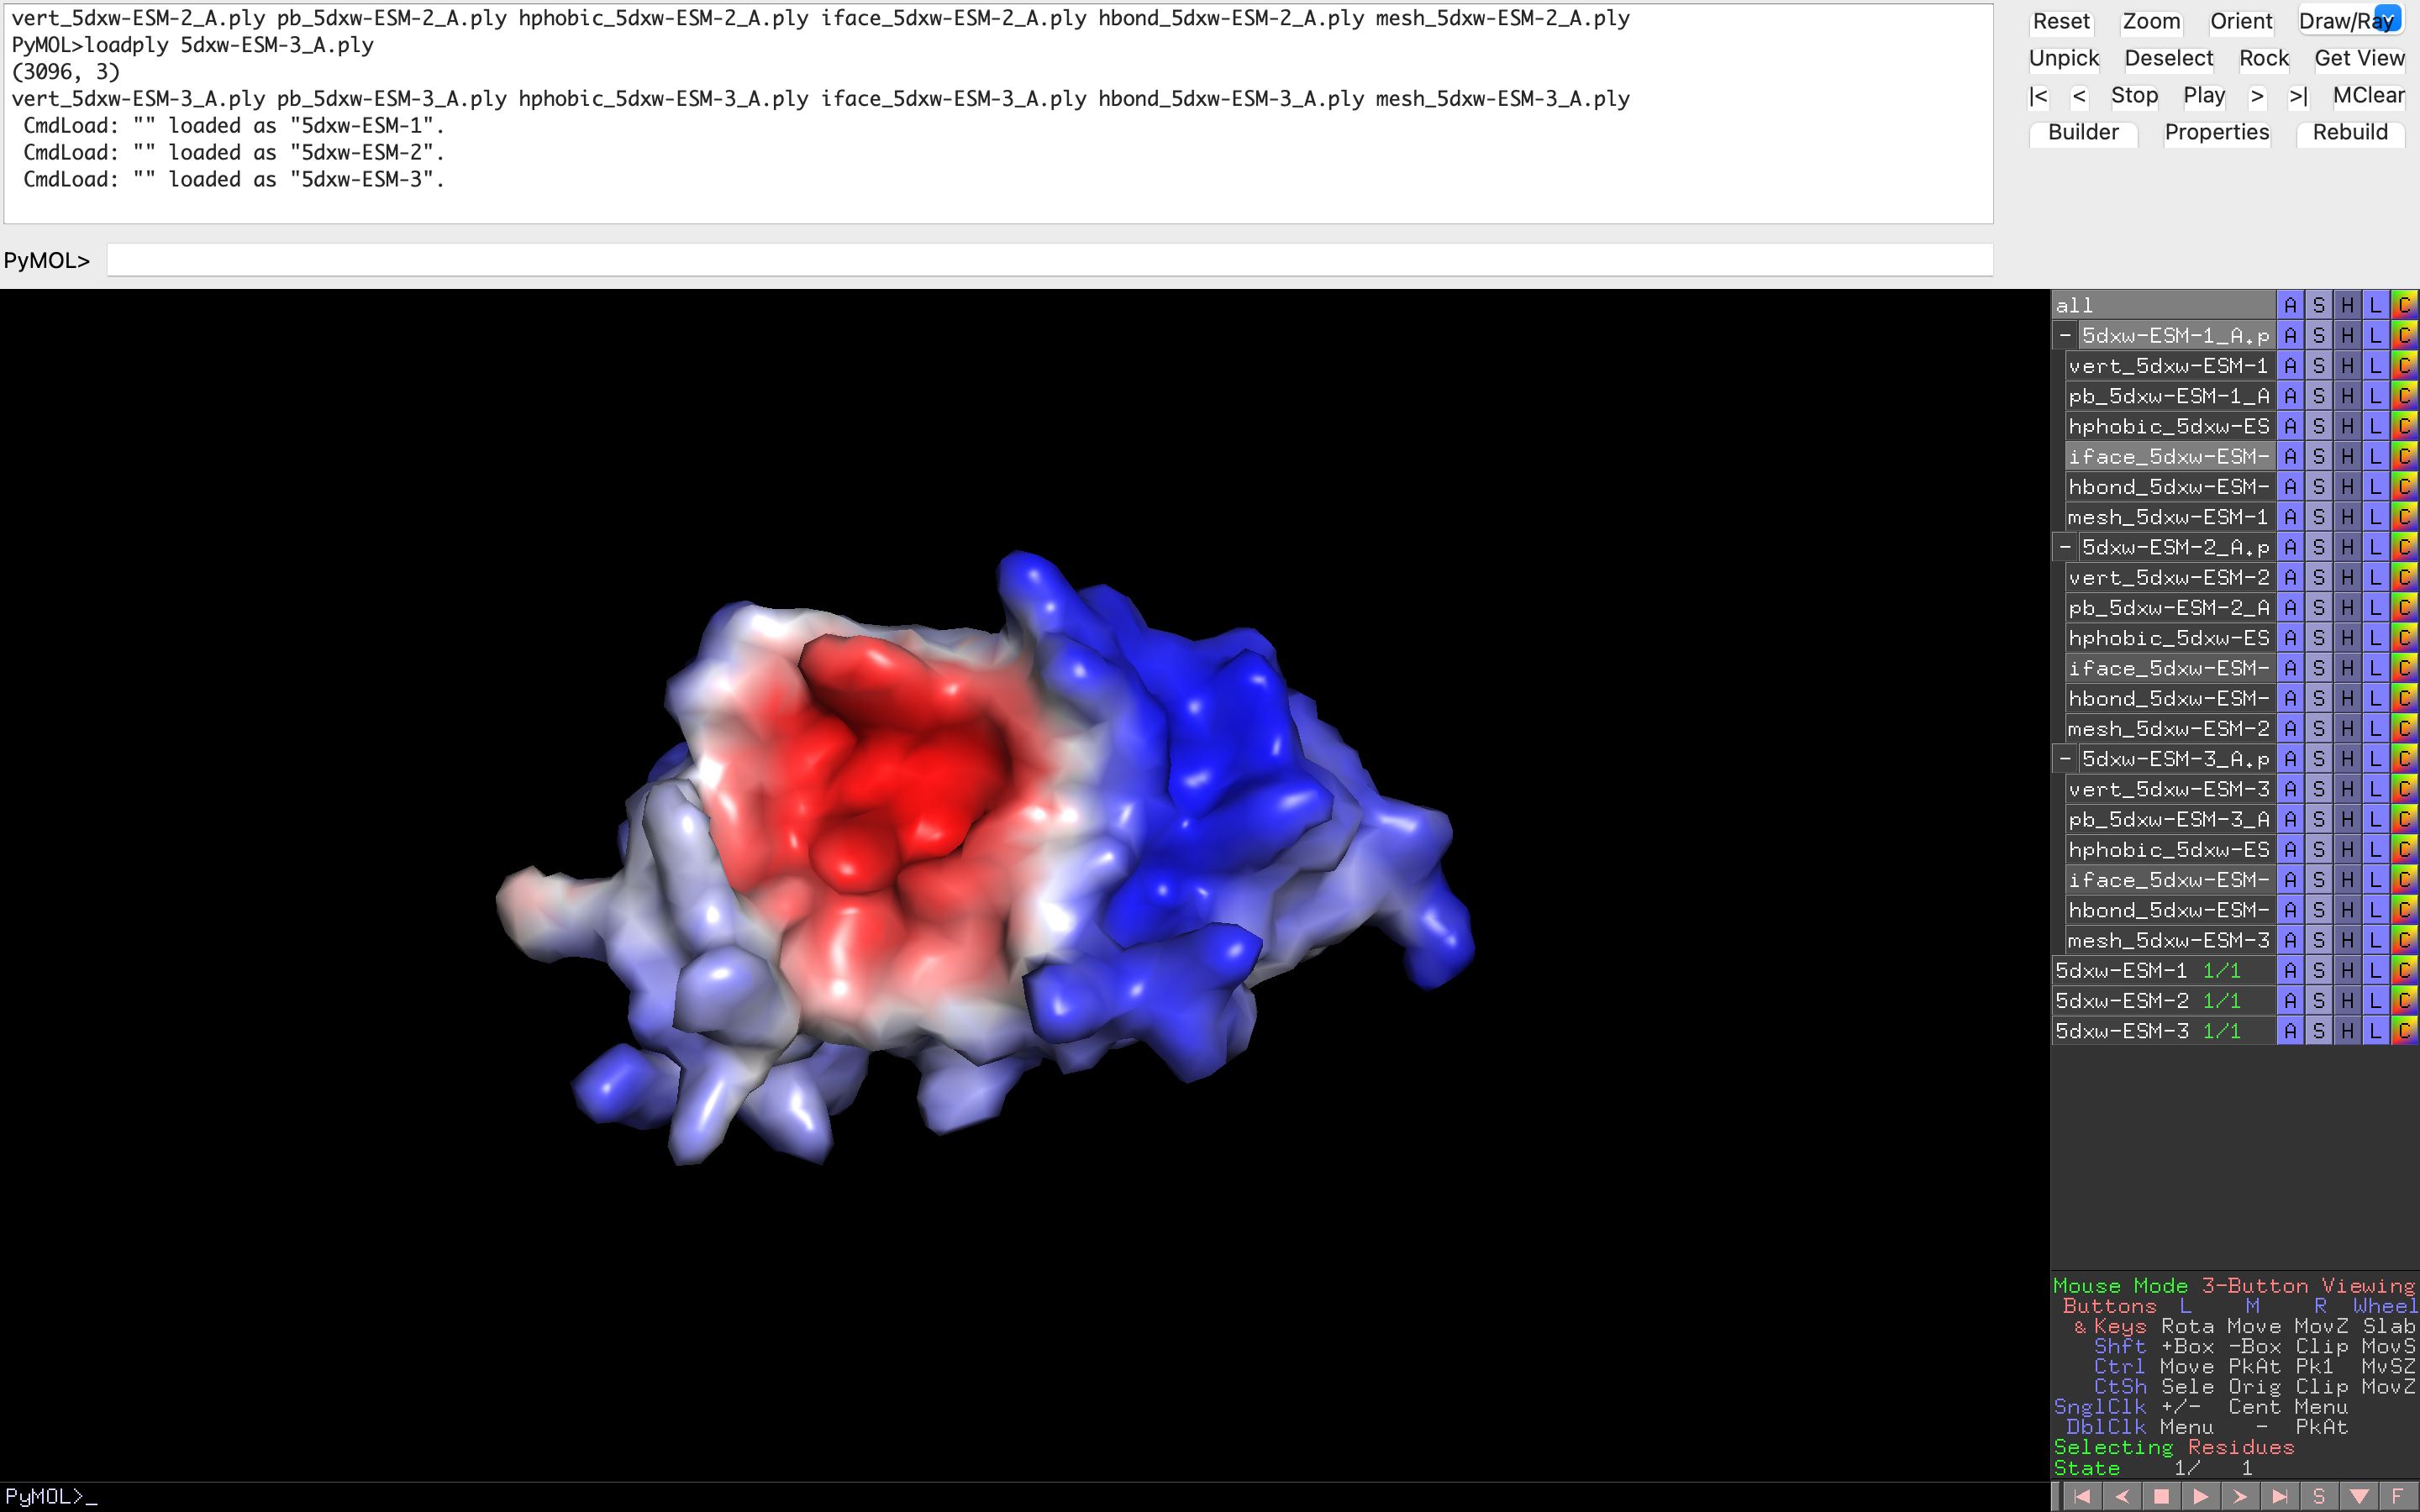 vert_5dxw-ESM-2_A.ply pb_5dxw-ESM-2_A.ply hphobic_5dxw-ESM-2_A.ply iface_5dxw-ESM-2_A.ply hbond_5dxw-ESM-2_A.ply mesh_5dxw-ESM-2_A.ply
PyMOL>loadply 5dxw-ESM-3_A.ply
(3096, 3)
vert_5dxw-ESM-3_A.ply pb_5dxw-ESM-3_A.ply hphobic_5dxw-ESM-3_A.ply iface_5dxw-ESM-3_A.ply hbond_5dxw-ESM-3_A.ply mesh_5dxw-ESM-3_A.ply
CmdLoad: "" loaded as "5dxw-ESM-1".
CmdLoad: "" loaded as "5dxw-ESM-2".
CmdLoad: "" loaded as "5dxw-ESM-3".
PyMOL>
Reset Zoom Orient Draw/Ray
Unpick Deselect Rock Get View
|< < Stop Play > >| MClear
Builder Properties Rebuild
all A S H L C
- 5dxw-ESM-1_A.p A S H L C
vert_5dxw-ESM-1 A S H L C
pb_5dxw-ESM-1_A A S H L C
hphobic_5dxw-ES A S H L C
iface_5dxw-ESM- A S H L C
hbond_5dxw-ESM- A S H L C
mesh_5dxw-ESM-1 A S H L C
- 5dxw-ESM-2_A.p A S H L C
vert_5dxw-ESM-2 A S H L C
pb_5dxw-ESM-2_A A S H L C
hphobic_5dxw-ES A S H L C
iface_5dxw-ESM- A S H L C
hbond_5dxw-ESM- A S H L C
mesh_5dxw-ESM-2 A S H L C
- 5dxw-ESM-3_A.p A S H L C
vert_5dxw-ESM-3 A S H L C
pb_5dxw-ESM-3_A A S H L C
hphobic_5dxw-ES A S H L C
iface_5dxw-ESM- A S H L C
hbond_5dxw-ESM- A S H L C
mesh_5dxw-ESM-3 A S H L C
5dxw-ESM-1 1/1 A S H L C
5dxw-ESM-2 1/1 A S H L C
5dxw-ESM-3 1/1 A S H L C
Mouse Mode 3-Button Viewing
Buttons L M R Wheel
& Keys Rota Move MovZ Slab
Shft +Box -Box Clip MovS
Ctrl Move PkAt Pk1 MvSZ
CtSh Sele Orig Clip MovZ
SnglClk +/- Cent Menu
DblClk Menu - PkAt
Selecting Residues
State 1/ 1
PyMOL>_
S F